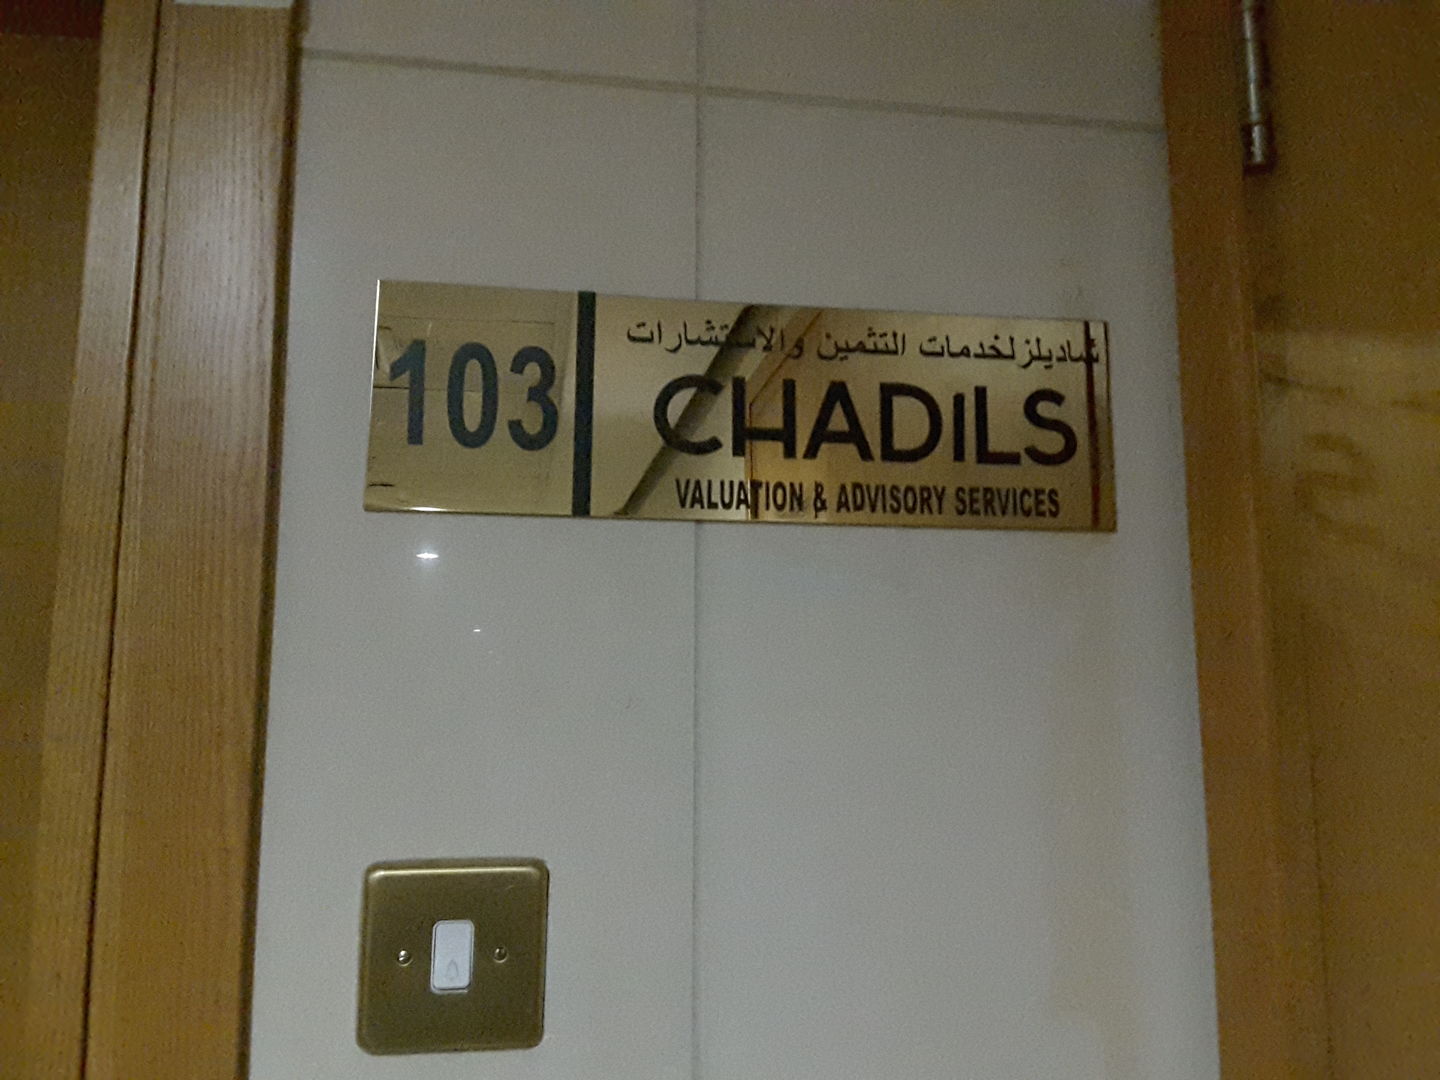 103
شاديلز لخدمات التثمين والاستشارات
CHADiLS
VALUATION & ADVISORY SERVICES